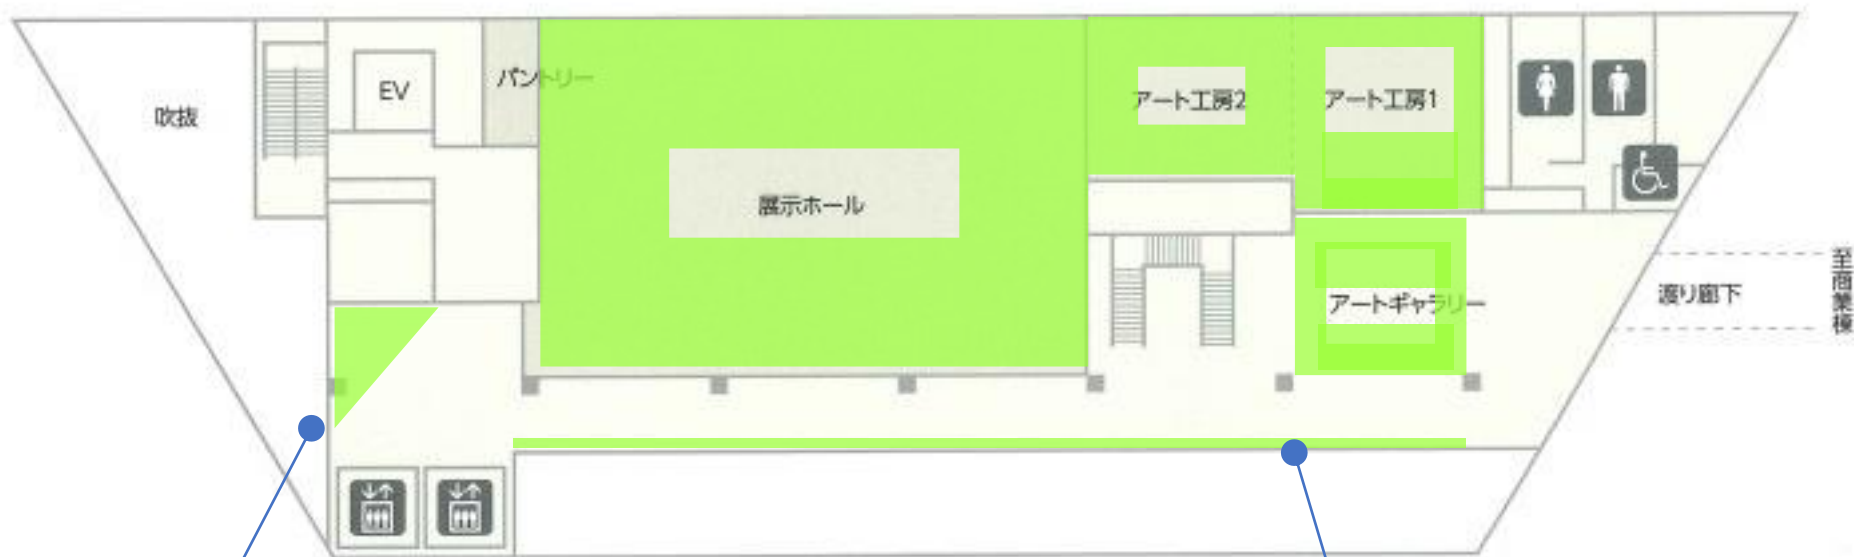 吹抜
EV
パントリー
展示ホール
アート工房2
アート工房1
アートギャラリー
渡り廊下
至商業棟